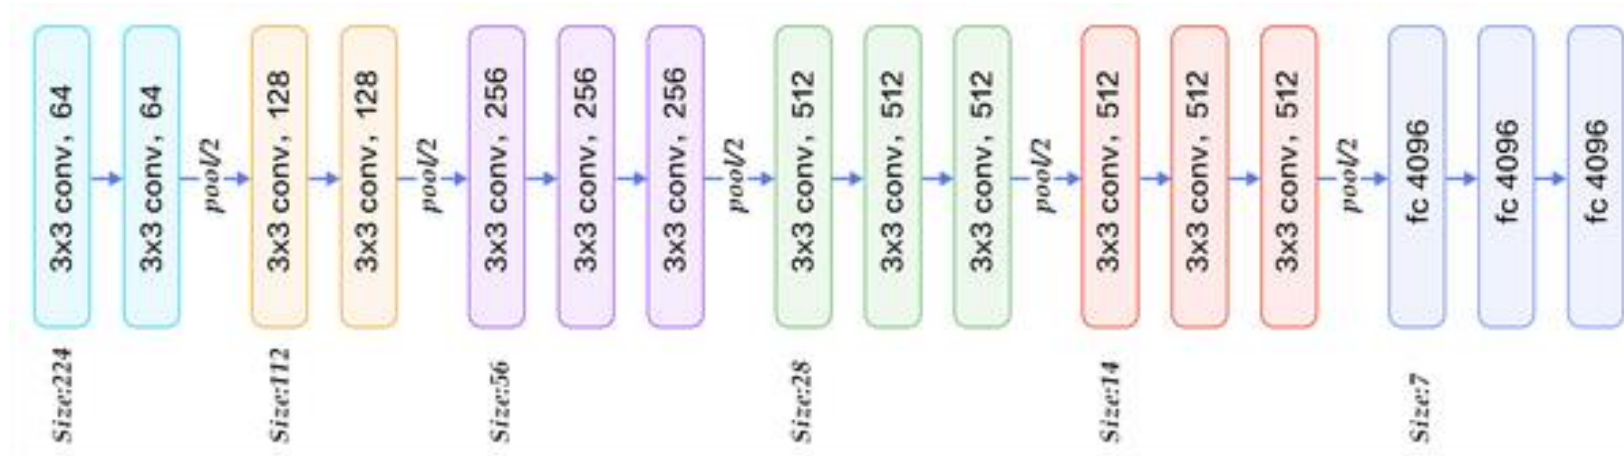 3x3 conv, 64
3x3 conv, 64
pool/2
3x3 conv, 128
3x3 conv, 128
pool/2
3x3 conv, 256
3x3 conv, 256
3x3 conv, 256
pool/2
3x3 conv, 512
3x3 conv, 512
3x3 conv, 512
pool/2
3x3 conv, 512
3x3 conv, 512
3x3 conv, 512
pool/2
fc 4096
fc 4096
fc 4096
Size:224
Size:112
Size:56
Size:28
Size:14
Size:7